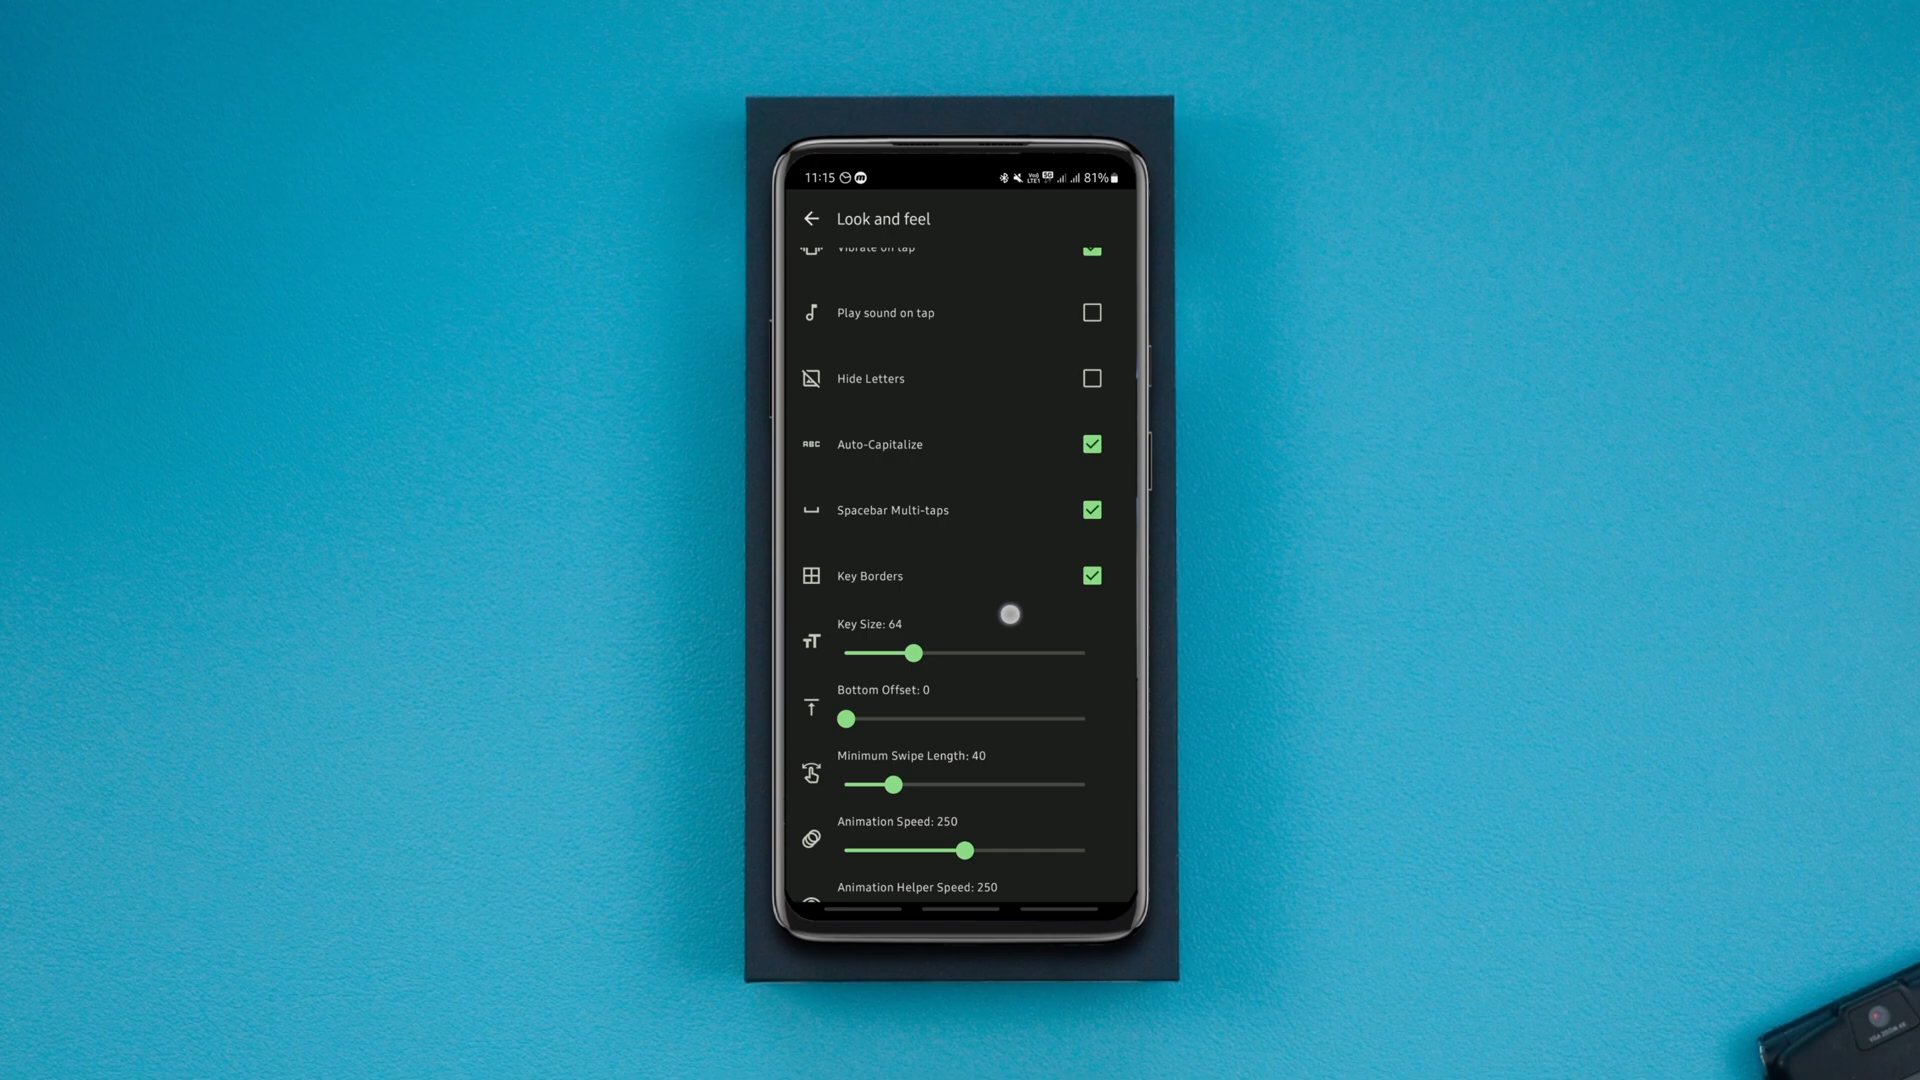 11:15 81%
Look and feel
Vibrate on tap
Play sound on tap
Hide Letters
ABC Auto-Capitalize
Spacebar Multi-taps
Key Borders
Key Size: 64
Bottom Offset: 0
Minimum Swipe Length: 40
Animation Speed: 250
Animation Helper Speed: 250